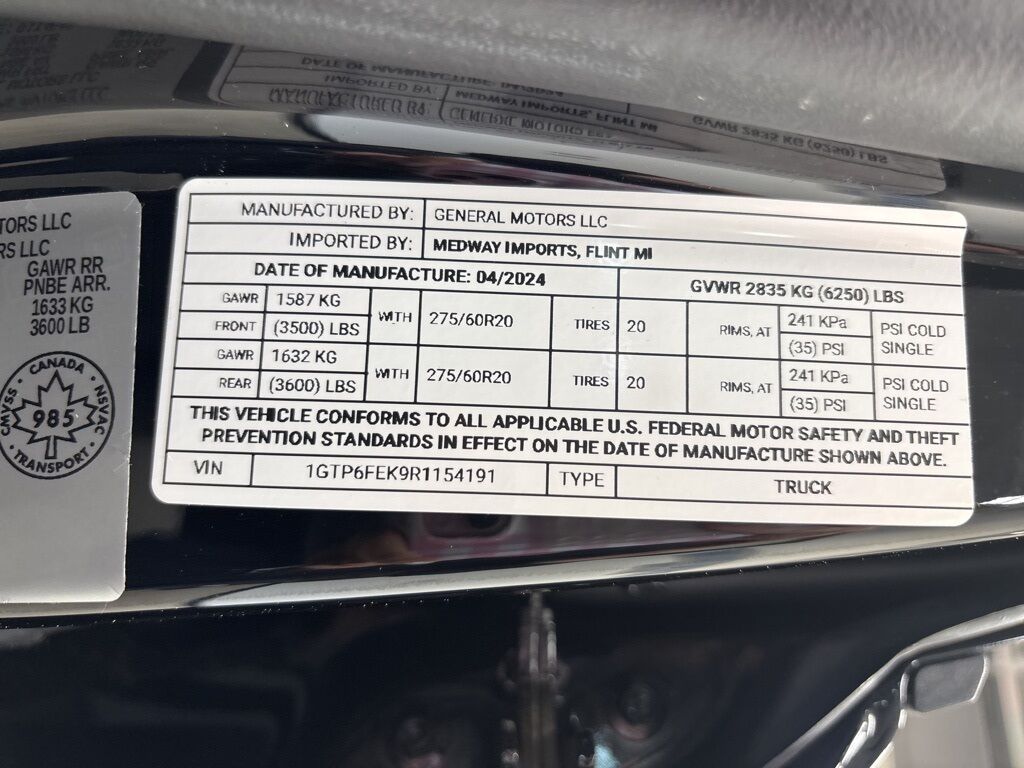 TORS LLC
RS LLC
GAWR RR
PNBE ARR.
1633 KG
3600 LB
CMVSS • CANADA • NSVAC • TRANSPORT •
985
MANUFACTURED BY: GENERAL MOTORS LLC
IMPORTED BY: MEDWAY IMPORTS, FLINT MI
DATE OF MANUFACTURE: 04/2024 GVWR 2835 KG (6250) LBS
GAWR FRONT 1587 KG (3500) LBS WITH 275/60R20 TIRES 20 RIMS, AT 241 KPa (35) PSI PSI COLD SINGLE
GAWR REAR 1632 KG (3600) LBS WITH 275/60R20 TIRES 20 RIMS, AT 241 KPa (35) PSI PSI COLD SINGLE
THIS VEHICLE CONFORMS TO ALL APPLICABLE U.S. FEDERAL MOTOR SAFETY AND THEFT
PREVENTION STANDARDS IN EFFECT ON THE DATE OF MANUFACTURE SHOWN ABOVE.
VIN 1GTP6FEK9R1154191 TYPE TRUCK